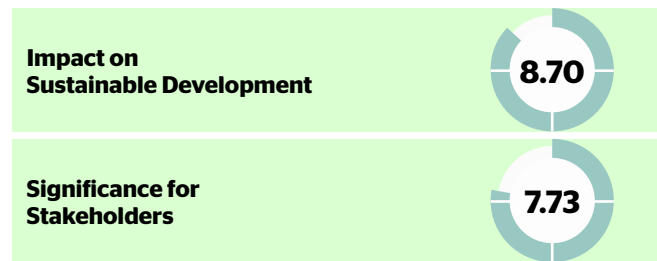 Impact on
Sustainable Development
8.70
Significance for
Stakeholders
7.73